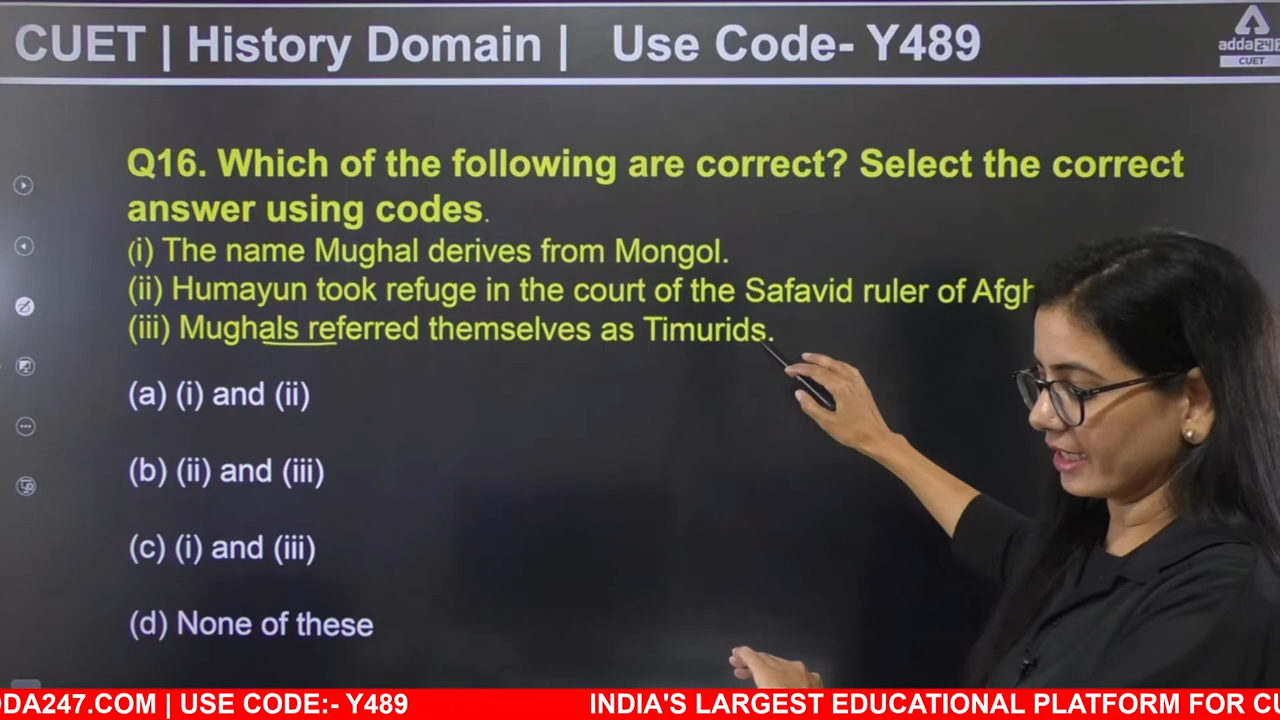 CUET | History Domain | Use Code- Y489
adda247
CUET
Q16. Which of the following are correct? Select the correct
answer using codes.
(i) The name Mughal derives from Mongol.
(ii) Humayun took refuge in the court of the Safavid ruler of Afgh
(iii) Mughals referred themselves as Timurids.
(a) (i) and (ii)
(b) (ii) and (iii)
(c) (i) and (iii)
(d) None of these
DDA247.COM | USE CODE:- Y489 INDIA'S LARGEST EDUCATIONAL PLATFORM FOR CU